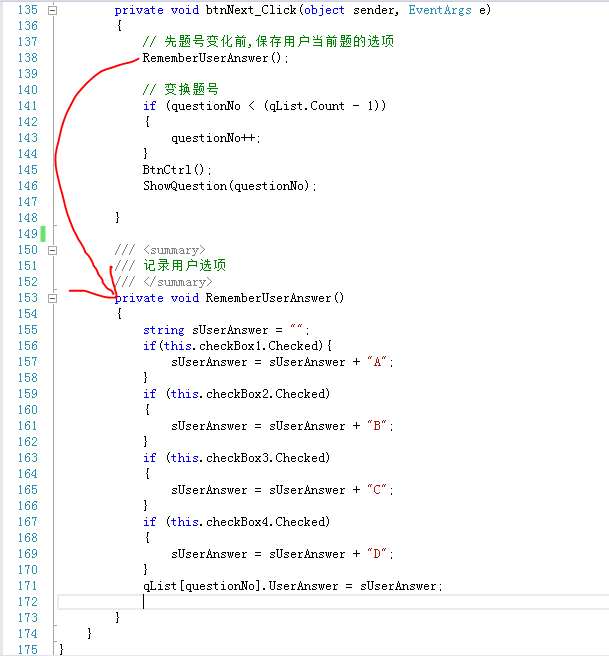 135 private void btnNext_Click(object sender, EventArgs e)
136 {
137 // 先题号变化前,保存用户当前题的选项
138 RememberUserAnswer();
139
140 // 变换题号
141 if (questionNo < (qList.Count - 1))
142 {
143 questionNo++;
144 }
145 BtnCtrl();
146 ShowQuestion(questionNo);
147
148 }
149
150 /// <summary>
151 /// 记录用户选项
152 /// </summary>
153 private void RememberUserAnswer()
154 {
155 string sUserAnswer = "";
156 if(this.checkBox1.Checked){
157 sUserAnswer = sUserAnswer + "A";
158 }
159 if (this.checkBox2.Checked)
160 {
161 sUserAnswer = sUserAnswer + "B";
162 }
163 if (this.checkBox3.Checked)
164 {
165 sUserAnswer = sUserAnswer + "C";
166 }
167 if (this.checkBox4.Checked)
168 {
169 sUserAnswer = sUserAnswer + "D";
170 }
171 qList[questionNo].UserAnswer = sUserAnswer;
172
173 }
174 }
175 }